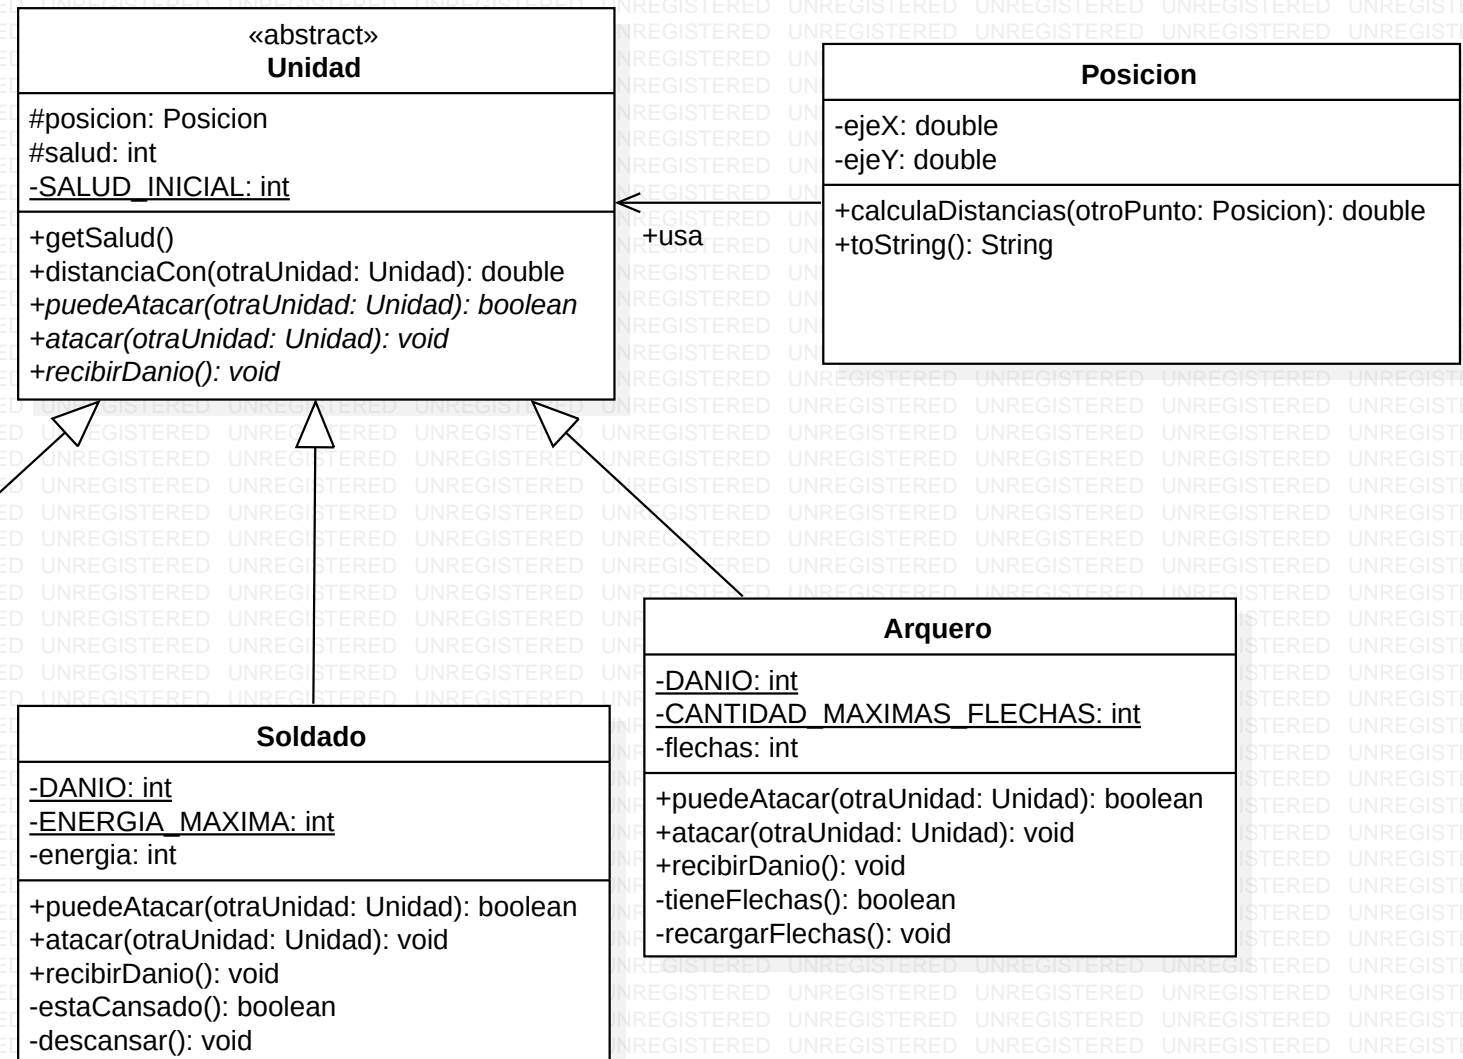 «abstract»
Unidad
#posicion: Posicion
#salud: int
-SALUD_INICIAL: int
+getSalud()
+distanciaCon(otraUnidad: Unidad): double
+puedeAtacar(otraUnidad: Unidad): boolean
+atacar(otraUnidad: Unidad): void
+recibirDanio(): void
+usa
Posicion
-ejeX: double
-ejeY: double
+calculaDistancias(otroPunto: Posicion): double
+toString(): String
Soldado
-DANIO: int
-ENERGIA_MAXIMA: int
-energia: int
+puedeAtacar(otraUnidad: Unidad): boolean
+atacar(otraUnidad: Unidad): void
+recibirDanio(): void
-estaCansado(): boolean
-descansar(): void
Arquero
-DANIO: int
-CANTIDAD_MAXIMAS_FLECHAS: int
-flechas: int
+puedeAtacar(otraUnidad: Unidad): boolean
+atacar(otraUnidad: Unidad): void
+recibirDanio(): void
-tieneFlechas(): boolean
-recargarFlechas(): void
UNREGISTERED